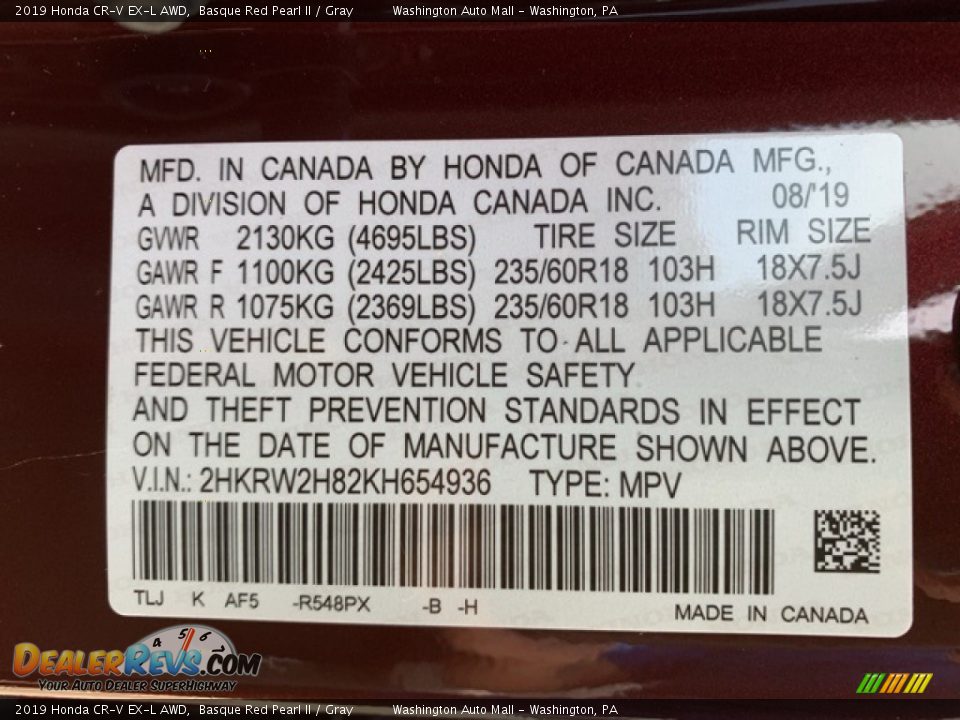 2019 Honda CR-V EX-L AWD, Basque Red Pearl II / Gray Washington Auto Mall - Washington, PA
MFD. IN CANADA BY HONDA OF CANADA MFG.,
A DIVISION OF HONDA CANADA INC. 08/'19
GVWR 2130KG (4695LBS) TIRE SIZE RIM SIZE
GAWR F 1100KG (2425LBS) 235/60R18 103H 18X7.5J
GAWR R 1075KG (2369LBS) 235/60R18 103H 18X7.5J
THIS VEHICLE CONFORMS TO ALL APPLICABLE
FEDERAL MOTOR VEHICLE SAFETY
AND THEFT PREVENTION STANDARDS IN EFFECT
ON THE DATE OF MANUFACTURE SHOWN ABOVE.
V.I.N.: 2HKRW2H82KH654936 TYPE: MPV
TLJ K AF5 -R548PX -B -H
MADE IN CANADA
4 5 6
DEALERREVS.COM
YOUR AUTO DEALER SUPERHIGHWAY
2019 Honda CR-V EX-L AWD, Basque Red Pearl II / Gray Washington Auto Mall - Washington, PA